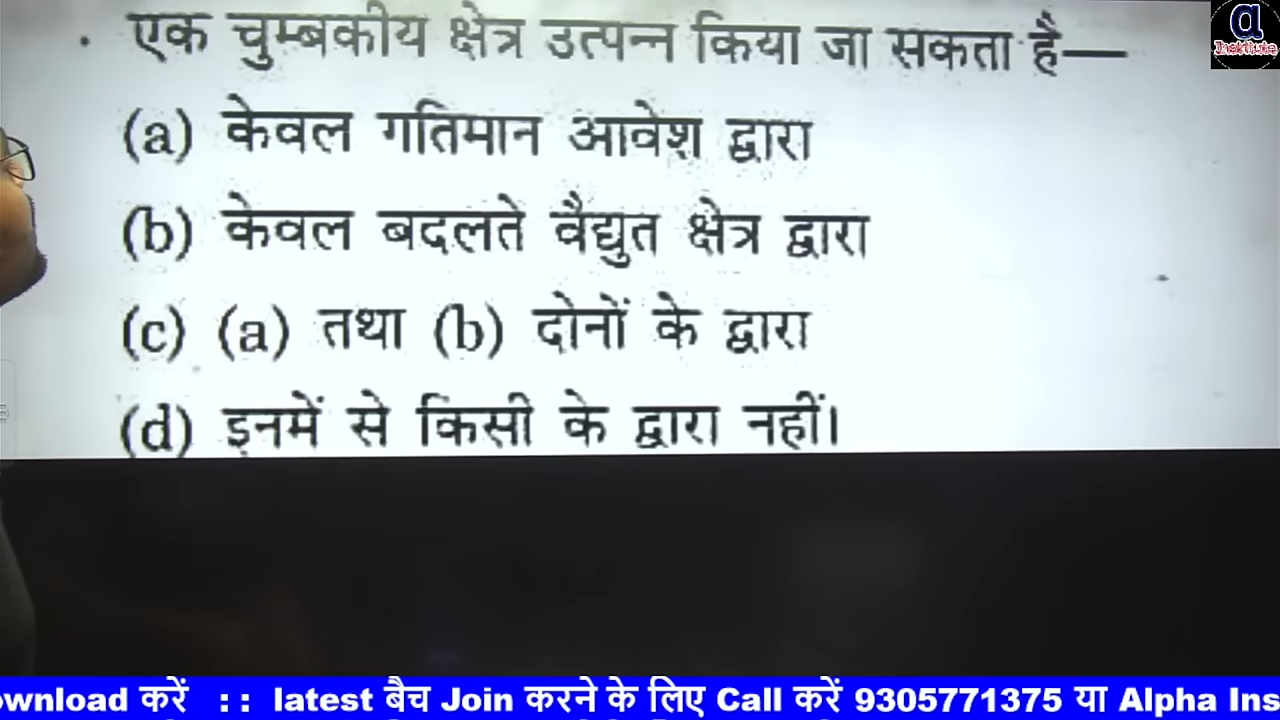 α
Institute
एक चुम्बकीय क्षेत्र उत्पन्न किया जा सकता है—
(a) केवल गतिमान आवेश द्वारा
(b) केवल बदलते वैद्युत क्षेत्र द्वारा
(c) (a) तथा (b) दोनों के द्वारा
(d) इनमें से किसी के द्वारा नहीं।
ownload करें :: latest बैच Join करने के लिए Call करें 9305771375 या Alpha Ins